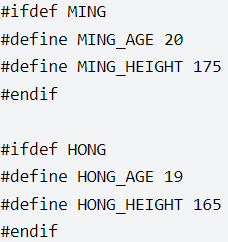 #ifdef MING
#define MING_AGE 20
#define MING_HEIGHT 175
#endif

#ifdef HONG
#define HONG_AGE 19
#define HONG_HEIGHT 165
#endif